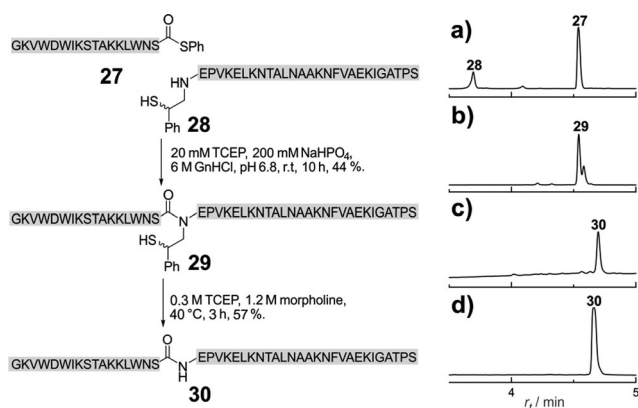 O
GKVWDWIKSTAKKLWNS
SPh
27
HN
EPVKELKNTALNAAKNFVAEKIGATPS
HS
Ph
28
20 mM TCEP, 200 mM NaHPO₄,
6 M GnHCl, pH 6.8, r.t, 10 h, 44 %.
O
GKVWDWIKSTAKKLWNS
N
EPVKELKNTALNAAKNFVAEKIGATPS
HS
Ph
29
0.3 M TCEP, 1.2 M morpholine,
40 °C, 3 h, 57 %.
O
GKVWDWIKSTAKKLWNS
N
H
EPVKELKNTALNAAKNFVAEKIGATPS
30
a)
27
28
b)
29
c)
30
d)
30
4
5
rt / min